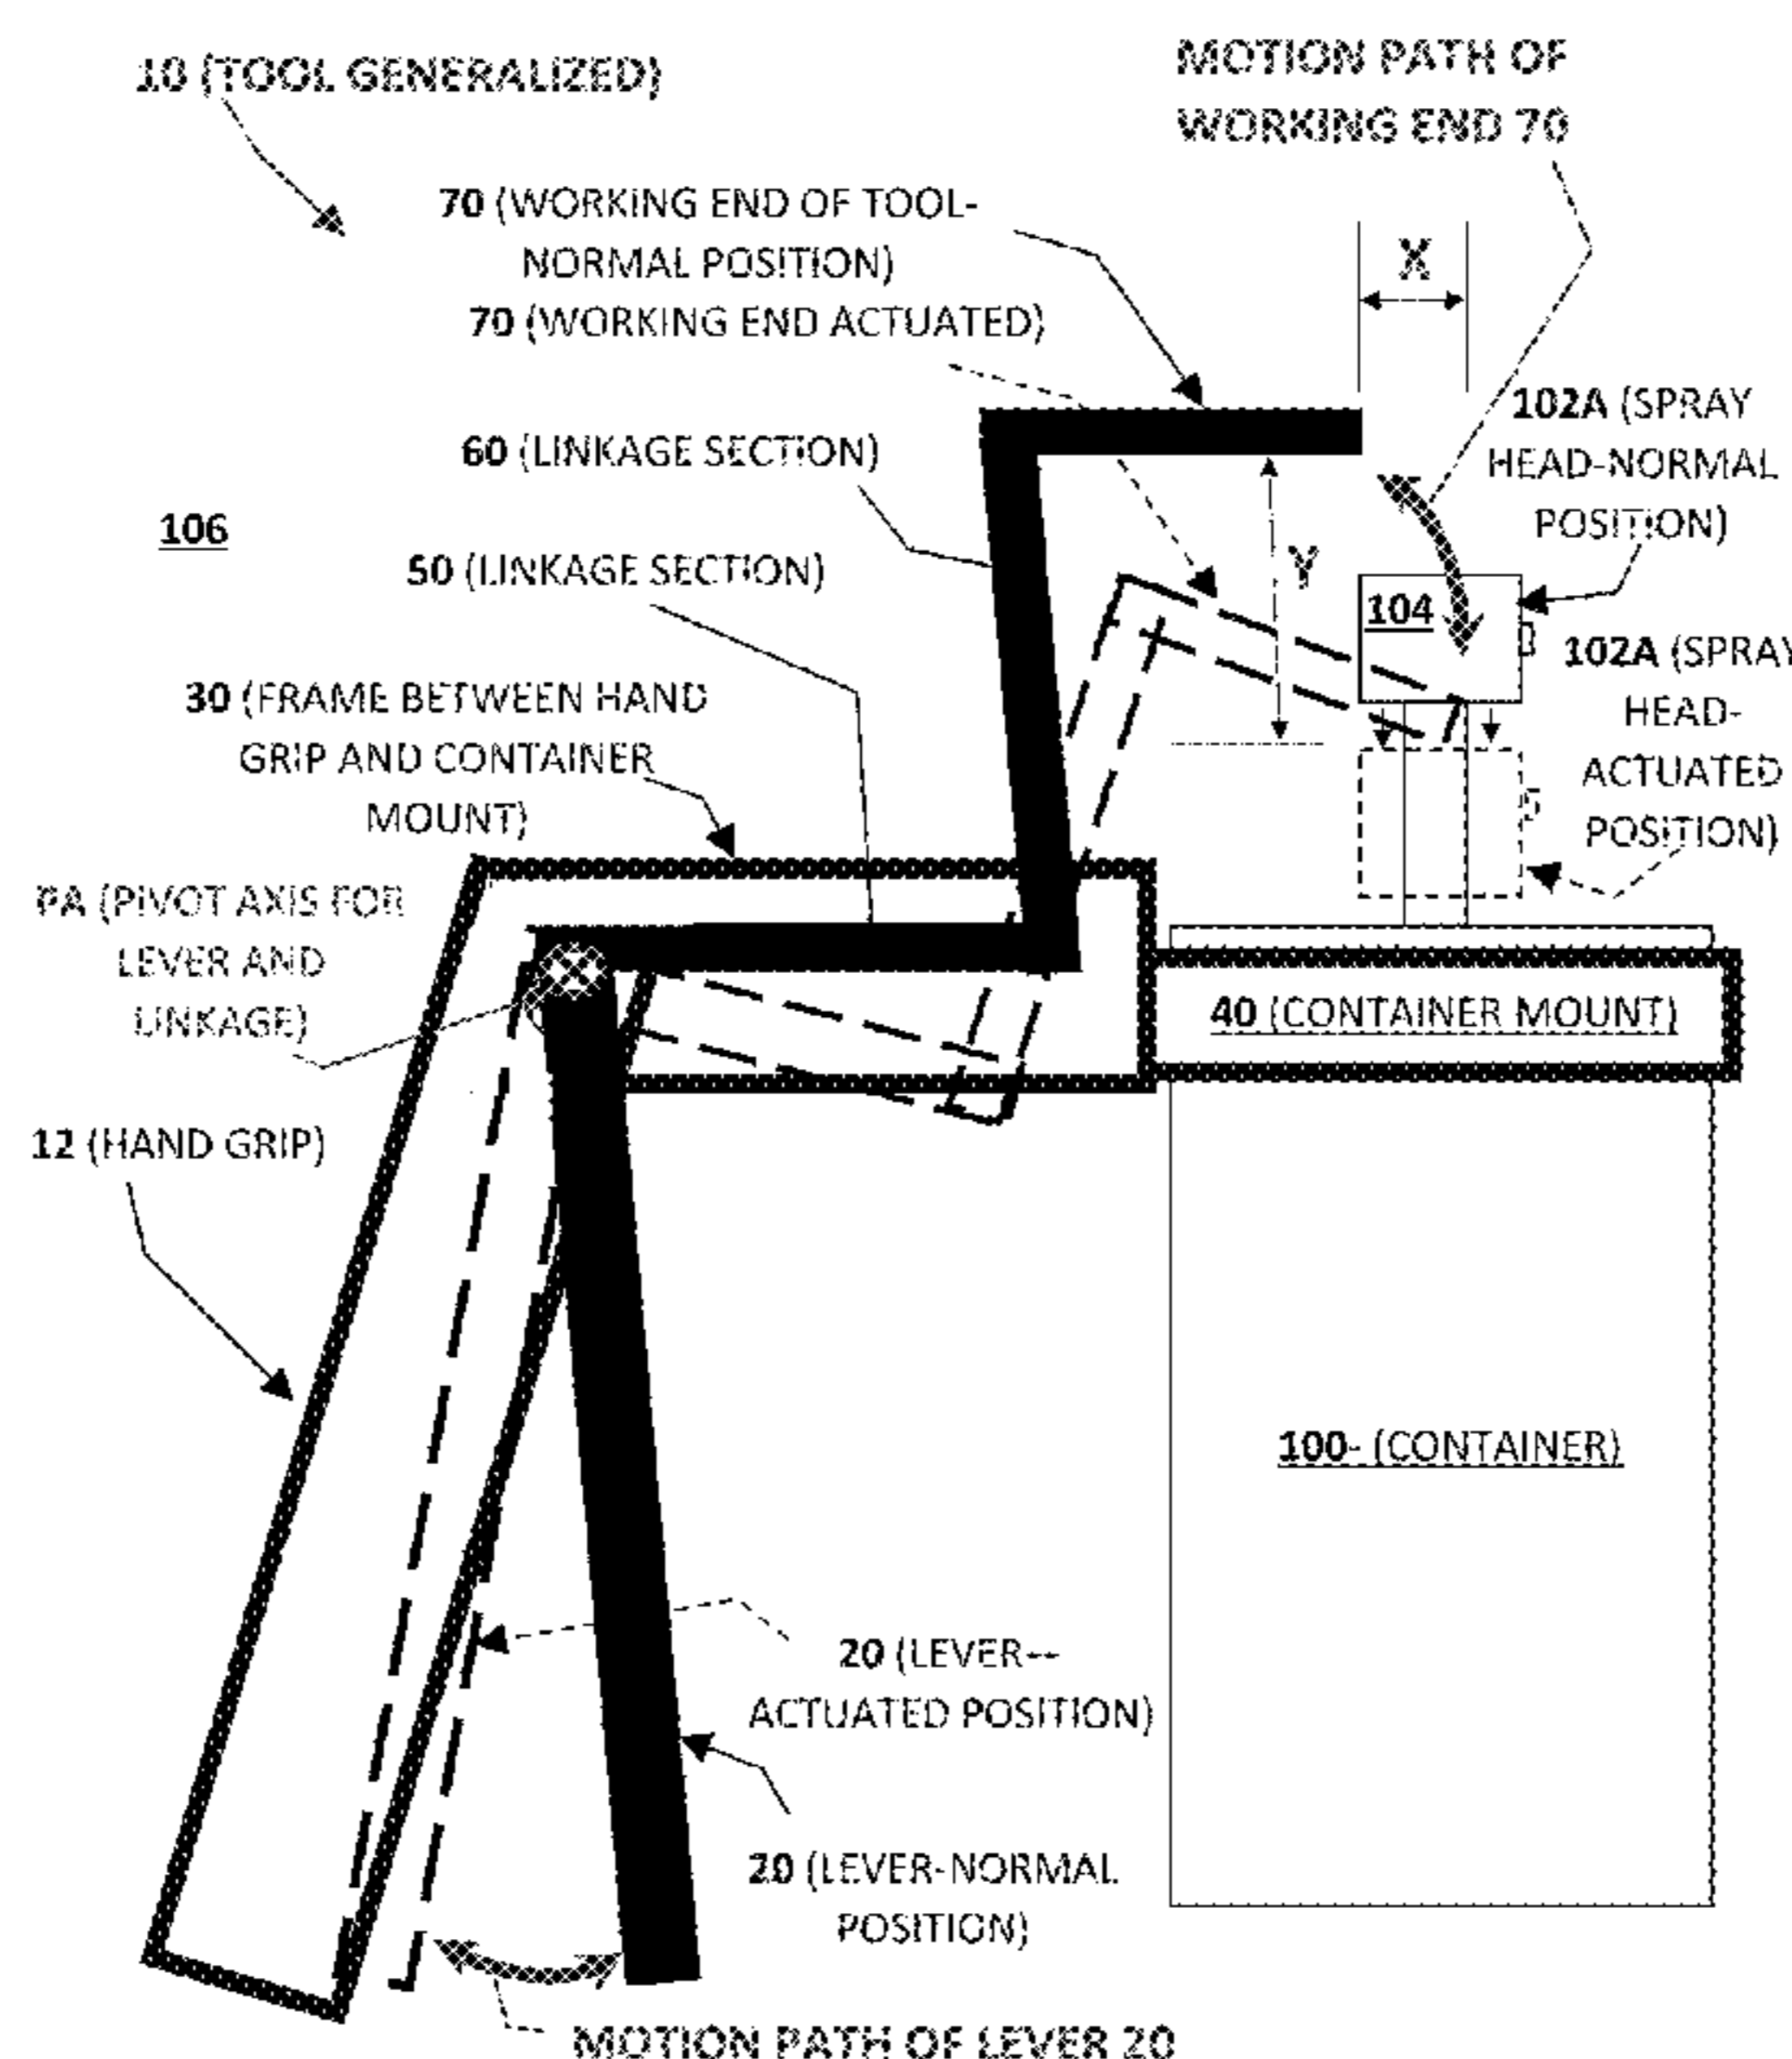 10 (TOOL GENERALIZED)
MOTION PATH OF
WORKING END 70
70 (WORKING END OF TOOL-
NORMAL POSITION)
70 (WORKING END ACTUATED)
X
102A (SPRAY
HEAD-NORMAL
POSITION)
60 (LINKAGE SECTION)
106
50 (LINKAGE SECTION)
Y
104
102A (SPRAY
HEAD-
ACTUATED
POSITION)
30 (FRAME BETWEEN HAND
GRIP AND CONTAINER
MOUNT)
PA (PIVOT AXIS FOR
LEVER AND
LINKAGE)
40 (CONTAINER MOUNT)
12 (HAND GRIP)
100- (CONTAINER)
20 (LEVER--
ACTUATED POSITION)
20 (LEVER-NORMAL
POSITION)
MOTION PATH OF LEVER 20